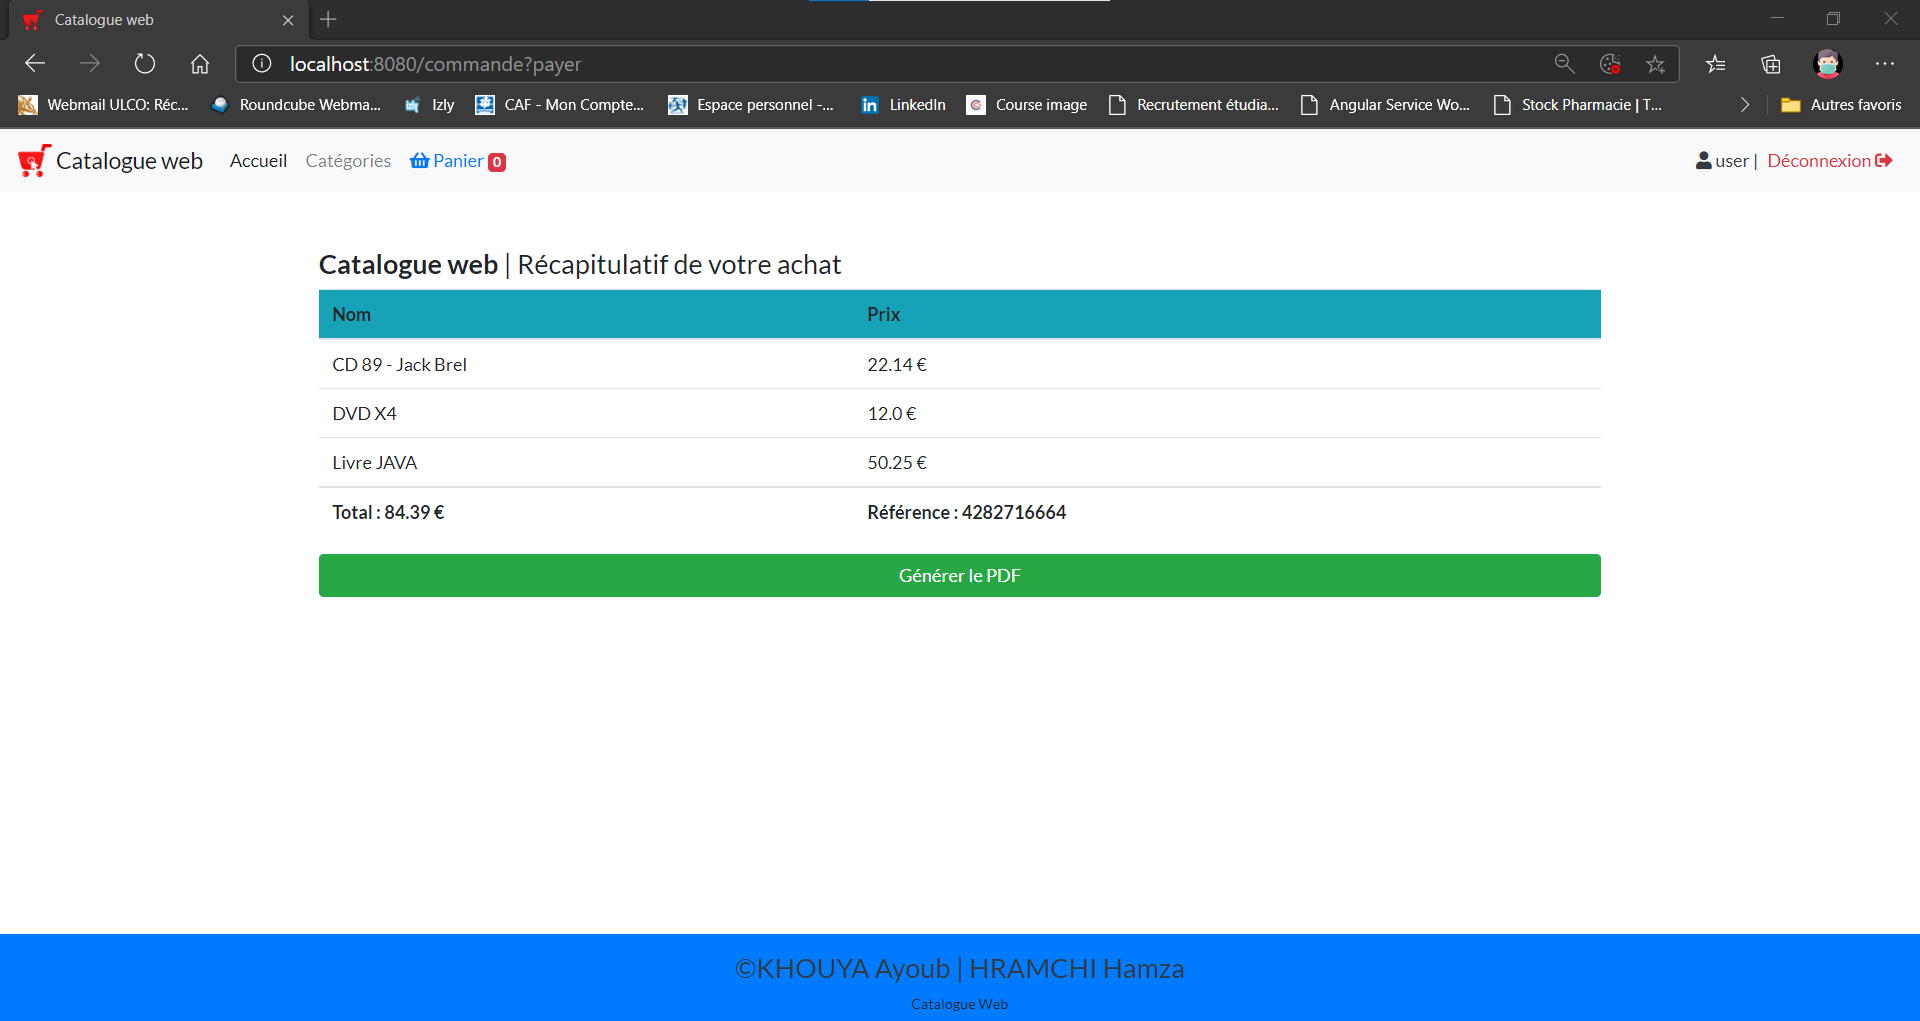 Catalogue web
localhost:8080/commande?payer
Webmail ULCO: Réc... Roundcube Webma... Izly CAF - Mon Compte... Espace personnel -... LinkedIn Course image Recrutement étudia... Angular Service Wo... Stock Pharmacie | T... Autres favoris
Catalogue web Accueil Catégories Panier 0 user | Déconnexion
Catalogue web | Récapitulatif de votre achat
Nom Prix
CD 89 - Jack Brel 22.14 €
DVD X4 12.0 €
Livre JAVA 50.25 €
Total : 84.39 € Référence : 4282716664
Générer le PDF
©KHOUYA Ayoub | HRAMCHI Hamza
Catalogue Web